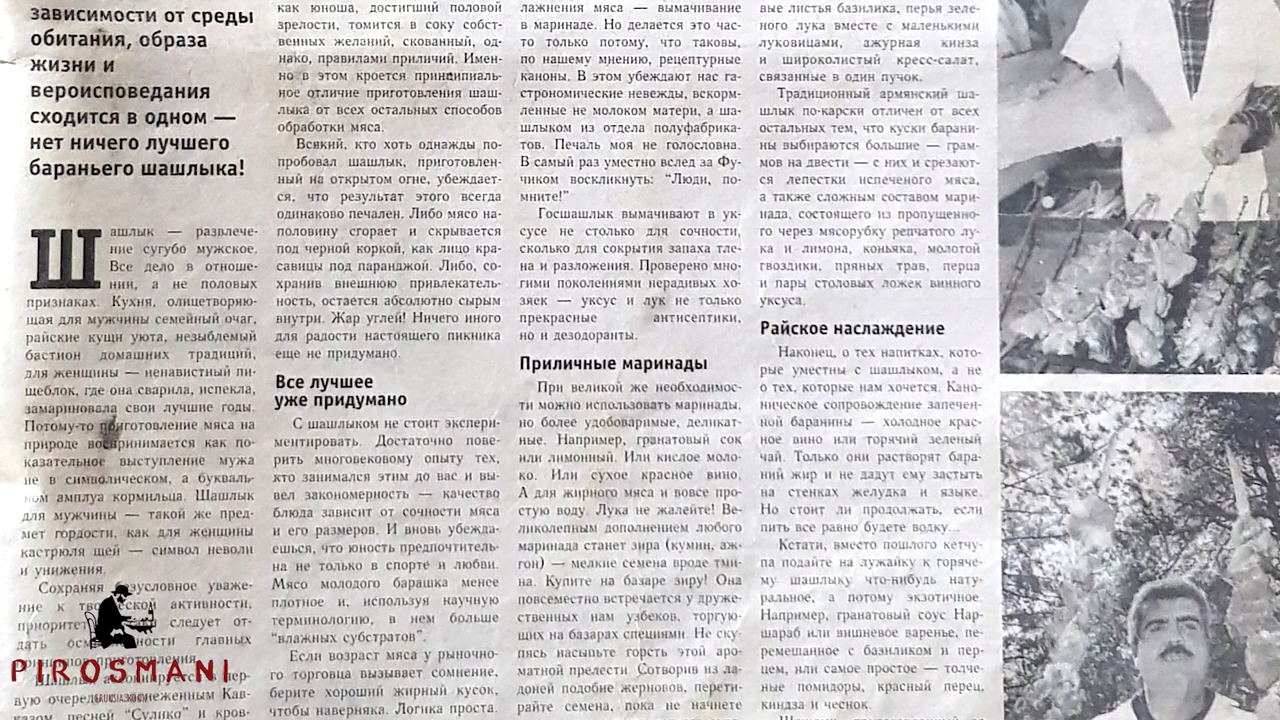 зависимости от среды
обитания, образа
жизни и
вероисповедания
сходится в одном —
нет ничего лучшего
бараньего шашлыка!
Шашлык — развлече-
ние сугубо мужское.
Все дело в отноше-
нии, а не половых
признаках. Кухня, олицетворяю-
щая для мужчины семейный очаг,
райские кущи уюта, незыблемый
бастион домашних традиций,
для женщины — ненавистный пи-
щеблок, где она сварила, испекла,
замариновала свои лучшие годы.
Потому-то приготовление мяса на
природе воспринимается как по-
казательное выступление мужа
не в символическом, а букваль-
ном амплуа кормильца. Шашлык
для мужчины — такой же пред-
мет гордости, как для женщины
кастрюля щей — символ неволи
и унижения.
Сохраняя безусловное уваже-
ние к творческой активности,
приоритет следует от-
дать главных
приготовления.
Шашлык
вую очередь
казом, песней “Сулико” и кров-
PIROSMANI
как юноша, достигший половой
зрелости, томится в соку собст-
венных желаний, скованный, од-
нако, правилами приличий. Имен-
но в этом кроется принципиаль-
ное отличие приготовления шаш-
лыка от всех остальных способов
обработки мяса.
Всякий, кто хоть однажды по-
пробовал шашлык, приготовлен-
ный на открытом огне, убеждает-
ся, что результат этого всегда
одинаково печален. Либо мясо на-
половину сгорает и скрывается
под черной коркой, как лицо кра-
савицы под паранджой. Либо, со-
хранив внешнюю привлекатель-
ность, остается абсолютно сырым
внутри. Жар углей! Ничего иного
для радости настоящего пикника
еще не придумано.
Все лучшее
уже придумано
С шашлыком не стоит экспери-
ментировать. Достаточно пове-
рить многовековому опыту тех,
кто занимался этим до вас и вы-
вел закономерность — качество
блюда зависит от сочности мяса
и его размеров. И вновь убежда-
ешься, что юность предпочтитель-
на не только в спорте и любви.
Мясо молодого барашка менее
плотное и, используя научную
терминологию, в нем больше
“влажных субстратов”.
Если возраст мяса у рыночно-
го торговца вызывает сомнение,
берите хороший жирный кусок,
чтобы наверняка. Логика проста.
лажнения мяса — вымачивание
в маринаде. Но делается это час-
то только потому, что таковы,
по нашему мнению, рецептурные
каноны. В этом убеждают нас га-
строномические невежды, вскорм-
ленные не молоком матери, а ша-
шлыком из отдела полуфабрика-
тов. Печаль моя не голословна.
В самый раз уместно вслед за Фу-
чиком воскликнуть: “Люди, по-
мните!”
Госшашлык вымачивают в ук-
сусе не столько для сочности,
сколько для сокрытия запаха тле-
на и разложения. Проверено мно-
гими поколениями нерадивых хо-
зяек — уксус и лук не только
прекрасные антисептики,
но и дезодоранты.
Приличные маринады
При великой же необходимос-
ти можно использовать маринады,
но более удобоваримые, деликат-
ные. Например, гранатовый сок
или лимонный. Или кислое моло-
ко. Или сухое красное вино.
А для жирного мяса и вовсе про-
стую воду. Лука не жалейте! Ве-
ликолепным дополнением любого
маринада станет зира (кумин, аж-
гон) — мелкие семена вроде тми-
на. Купите на базаре зиру! Она
повсеместно встречается у друже-
ственных нам узбеков, торгую-
щих на базарах специями. Не ску-
пясь насыпьте горсть этой аро-
матной прелести Сотворив из ла-
доней подобие жерновов, перети-
райте семена, пока не начнете
вые листья базилика, перья зеле-
ного лука вместе с маленькими
луковицами, ажурная кинза
и широколистый кресс-салат,
связанные в один пучок.
Традиционный армянский ша-
шлык по-карски отличен от всех
остальных тем, что куски барани-
ны выбираются большие — грам-
мов на двести — с них и срезают-
ся лепестки испеченого мяса,
а также сложным составом мари-
нада, состоящего из пропущенно-
го через мясорубку репчатого лу-
ка и лимона, коньяка, молотой
гвоздики, пряных трав, перца
и пары столовых ложек винного
уксуса.
Райское наслаждение
Наконец, о тех напитках, кото-
рые уместны с шашлыком, а не
о тех, которые нам хочется. Кано-
ническое сопровождение запечен-
ной баранины — холодное крас-
ное вино или горячий зеленый
чай. Только они растворят бара-
ний жир и не дадут ему застыть
на стенках желудка и языке.
Но стоит ли продолжать, если
пить все равно будете водку...
Кстати, вместо пошлого кетчу-
па подайте на лужайку к горяче-
му шашлыку что-нибудь нату-
ральное, а потому экзотичное.
Например, гранатовый соус Нар-
шараб или вишневое варенье, пе-
ремешанное с базиликом и пер-
цем, или самое простое — толче-
ные помидоры, красный перец,
киндза и чеснок.